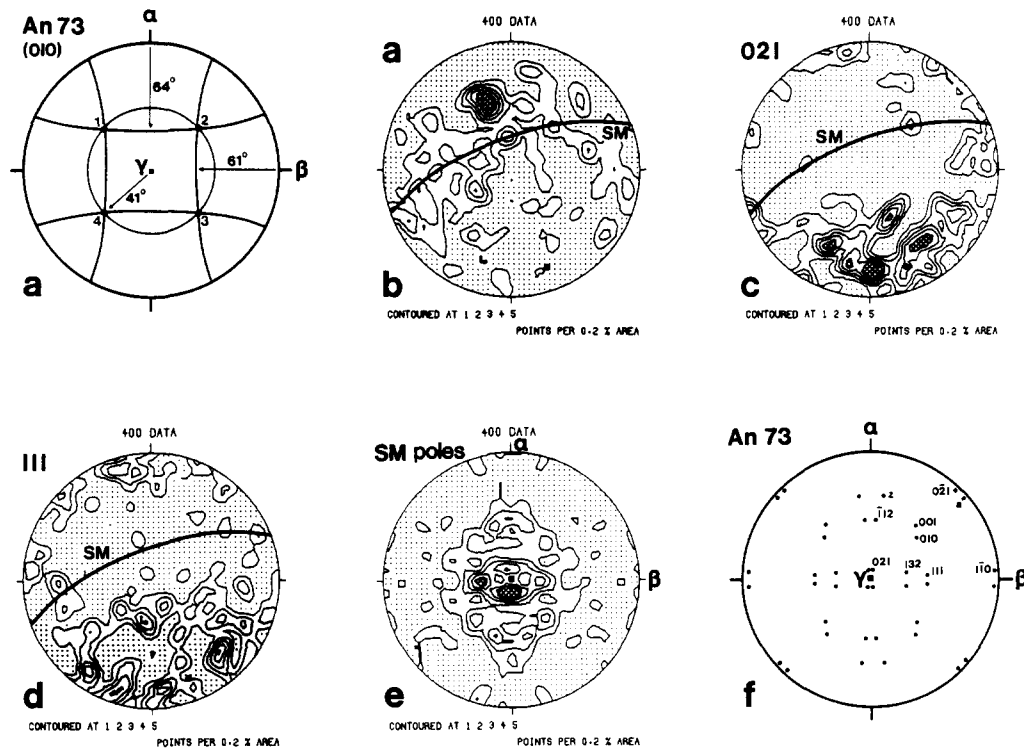 An 73
(010)
α
64°
1
2
γ
61°
β
41°
4
3
a
400 DATA
a
SM
b
CONTOURED AT 1 2 3 4 5
POINTS PER 0.2 % AREA
400 DATA
021
SM
c
CONTOURED AT 1 2 3 4 5
POINTS PER 0.2 % AREA
400 DATA
111
SM
d
CONTOURED AT 1 2 3 4 5
POINTS PER 0.2 % AREA
400 DATA
SM poles
α
β
e
CONTOURED AT 1 2 3 4 5
POINTS PER 0.2 % AREA
An 73
α
02̄1
2
a
1̄12
001
010
021
132
111
11̄0
γ
β
f